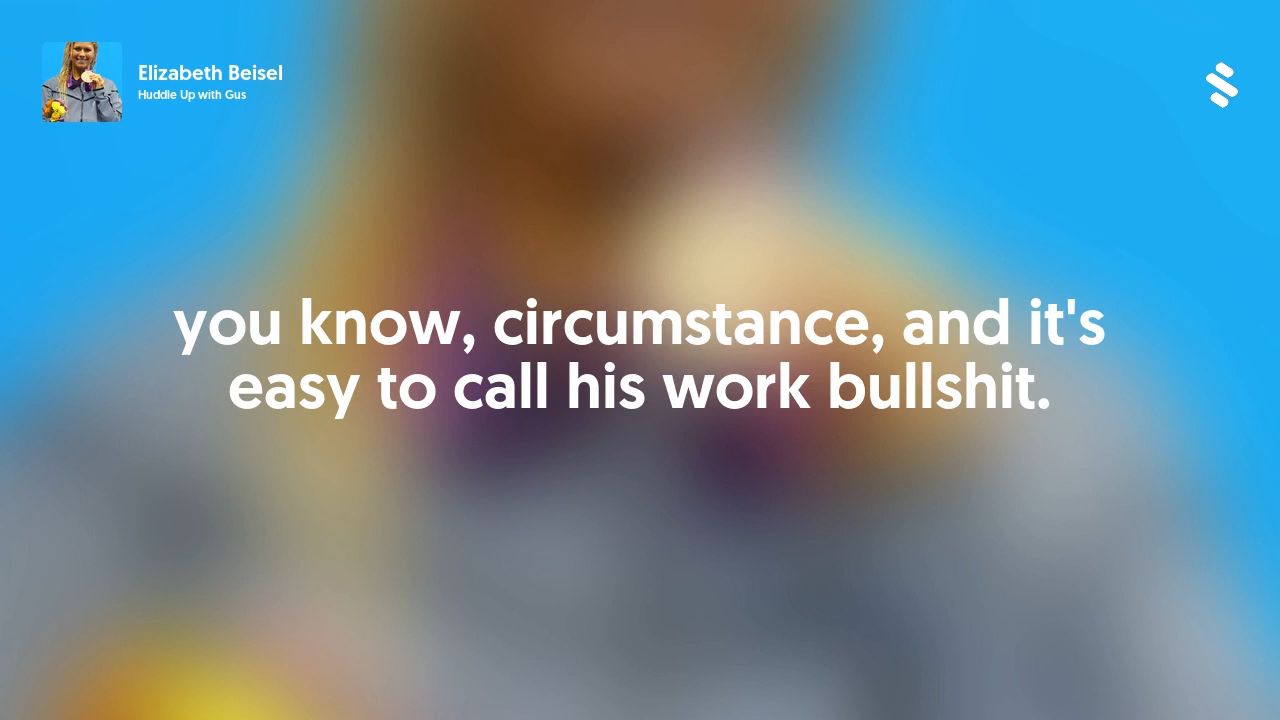 Elizabeth Beisel
Huddle Up with Gus
you know, circumstance, and it's
easy to call his work bullshit.